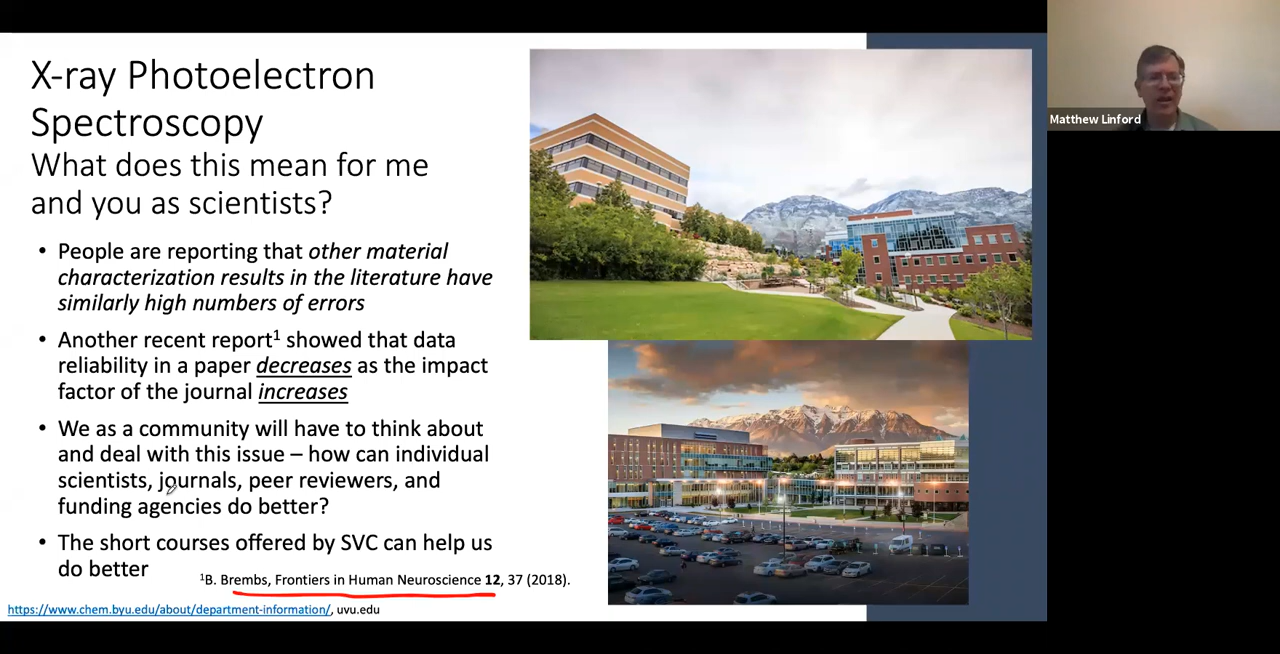 X-ray Photoelectron
Spectroscopy
What does this mean for me
and you as scientists?
• People are reporting that other material
characterization results in the literature have
similarly high numbers of errors
• Another recent report¹ showed that data
reliability in a paper decreases as the impact
factor of the journal increases
• We as a community will have to think about
and deal with this issue – how can individual
scientists, journals, peer reviewers, and
funding agencies do better?
• The short courses offered by SVC can help us
do better
¹B. Brembs, Frontiers in Human Neuroscience 12, 37 (2018).
https://www.chem.byu.edu/about/department-information/, uvu.edu
Matthew Linford